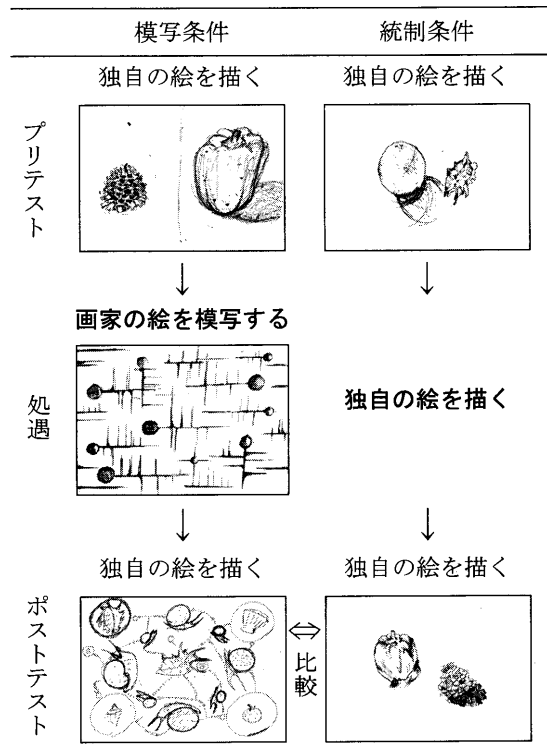 模写条件
統制条件
プリテスト
独自の絵を描く
独自の絵を描く
↓
↓
処遇
画家の絵を模写する
独自の絵を描く
↓
↓
ポストテスト
独自の絵を描く
独自の絵を描く
⇔
比較